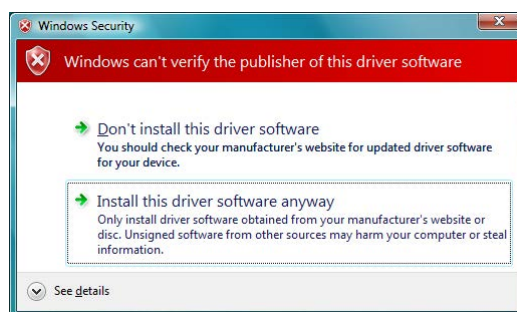 Windows Security
Windows can't verify the publisher of this driver software
Don't install this driver software
You should check your manufacturer's website for updated driver software
for your device.
Install this driver software anyway
Only install driver software obtained from your manufacturer's website or
disc. Unsigned software from other sources may harm your computer or steal
information.
See details